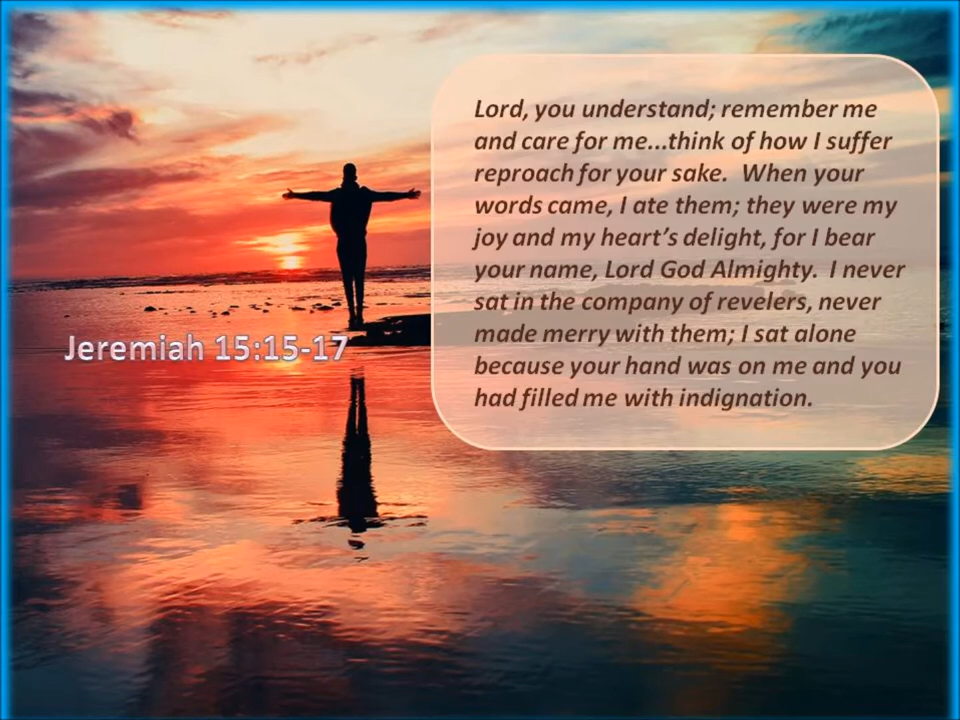 Lord, you understand; remember me
and care for me...think of how I suffer
reproach for your sake.  When your
words came, I ate them; they were my
joy and my heart’s delight, for I bear
your name, Lord God Almighty.  I never
sat in the company of revelers, never
made merry with them; I sat alone
because your hand was on me and you
had filled me with indignation.
Jeremiah 15:15-17